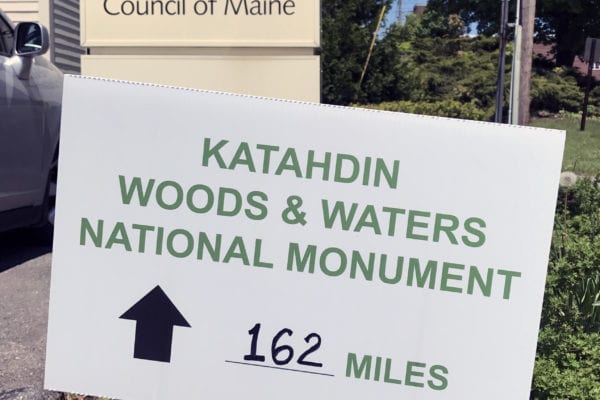 Council of Maine
KATAHDIN
WOODS & WATERS
NATIONAL MONUMENT
162 MILES